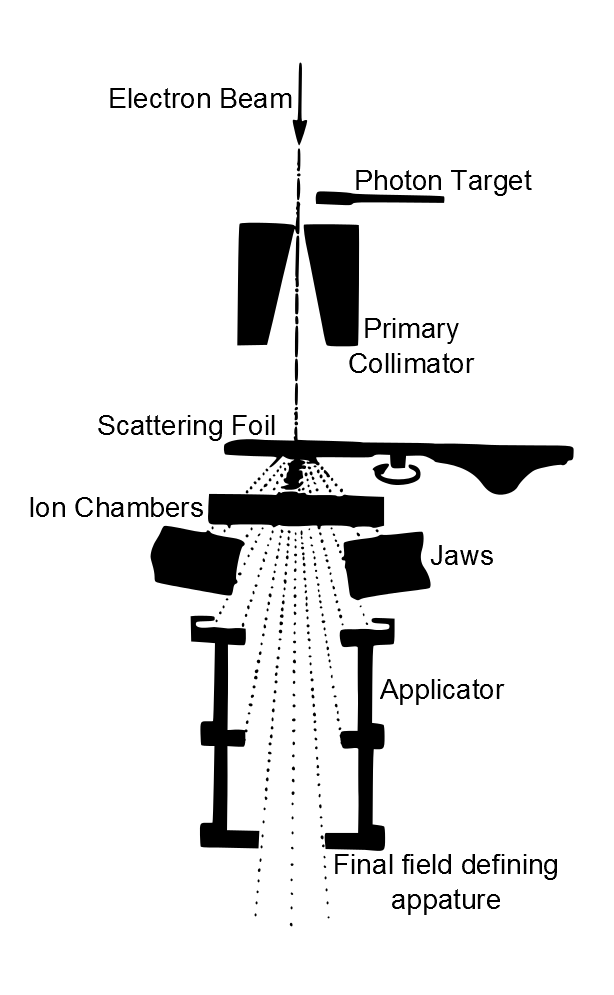 Electron Beam
Photon Target
Primary
Collimator
Scattering Foil
Ion Chambers
Jaws
Applicator
Final field defining
appature